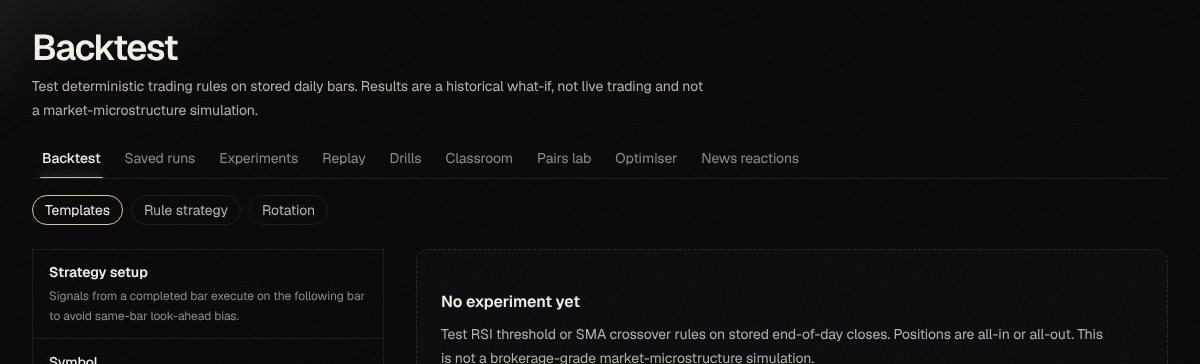 Backtest
Test deterministic trading rules on stored daily bars. Results are a historical what-if, not live trading and not
a market-microstructure simulation.
Backtest Saved runs Experiments Replay Drills Classroom Pairs lab Optimiser News reactions
Templates Rule strategy Rotation
Strategy setup
Signals from a completed bar execute on the following bar
to avoid same-bar look-ahead bias.
Symbol
No experiment yet
Test RSI threshold or SMA crossover rules on stored end-of-day closes. Positions are all-in or all-out. This
is not a brokerage-grade market-microstructure simulation.